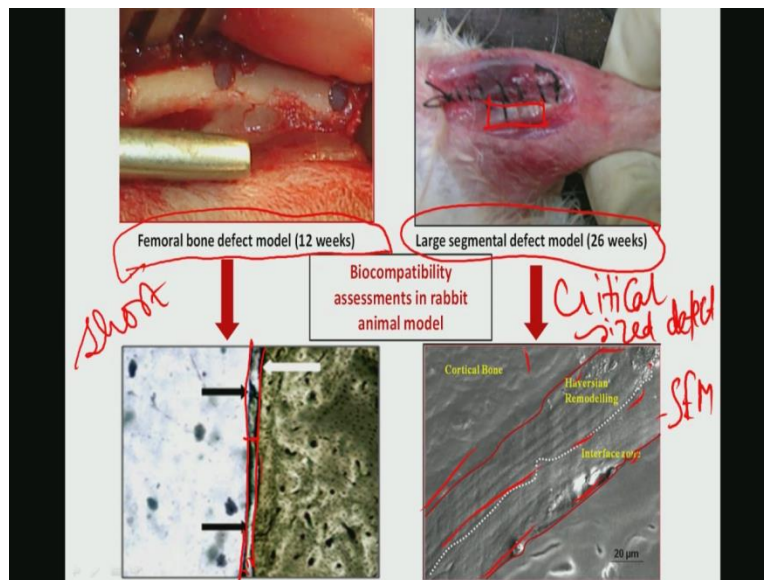 Femoral bone defect model (12 weeks)
Large segmental defect model (26 weeks)
short
Biocompatibility
assessments in rabbit
animal model
Critical
sized defect
Cortical Bone
Haversian
Remodelling
SEM
Interface zone
20 µm